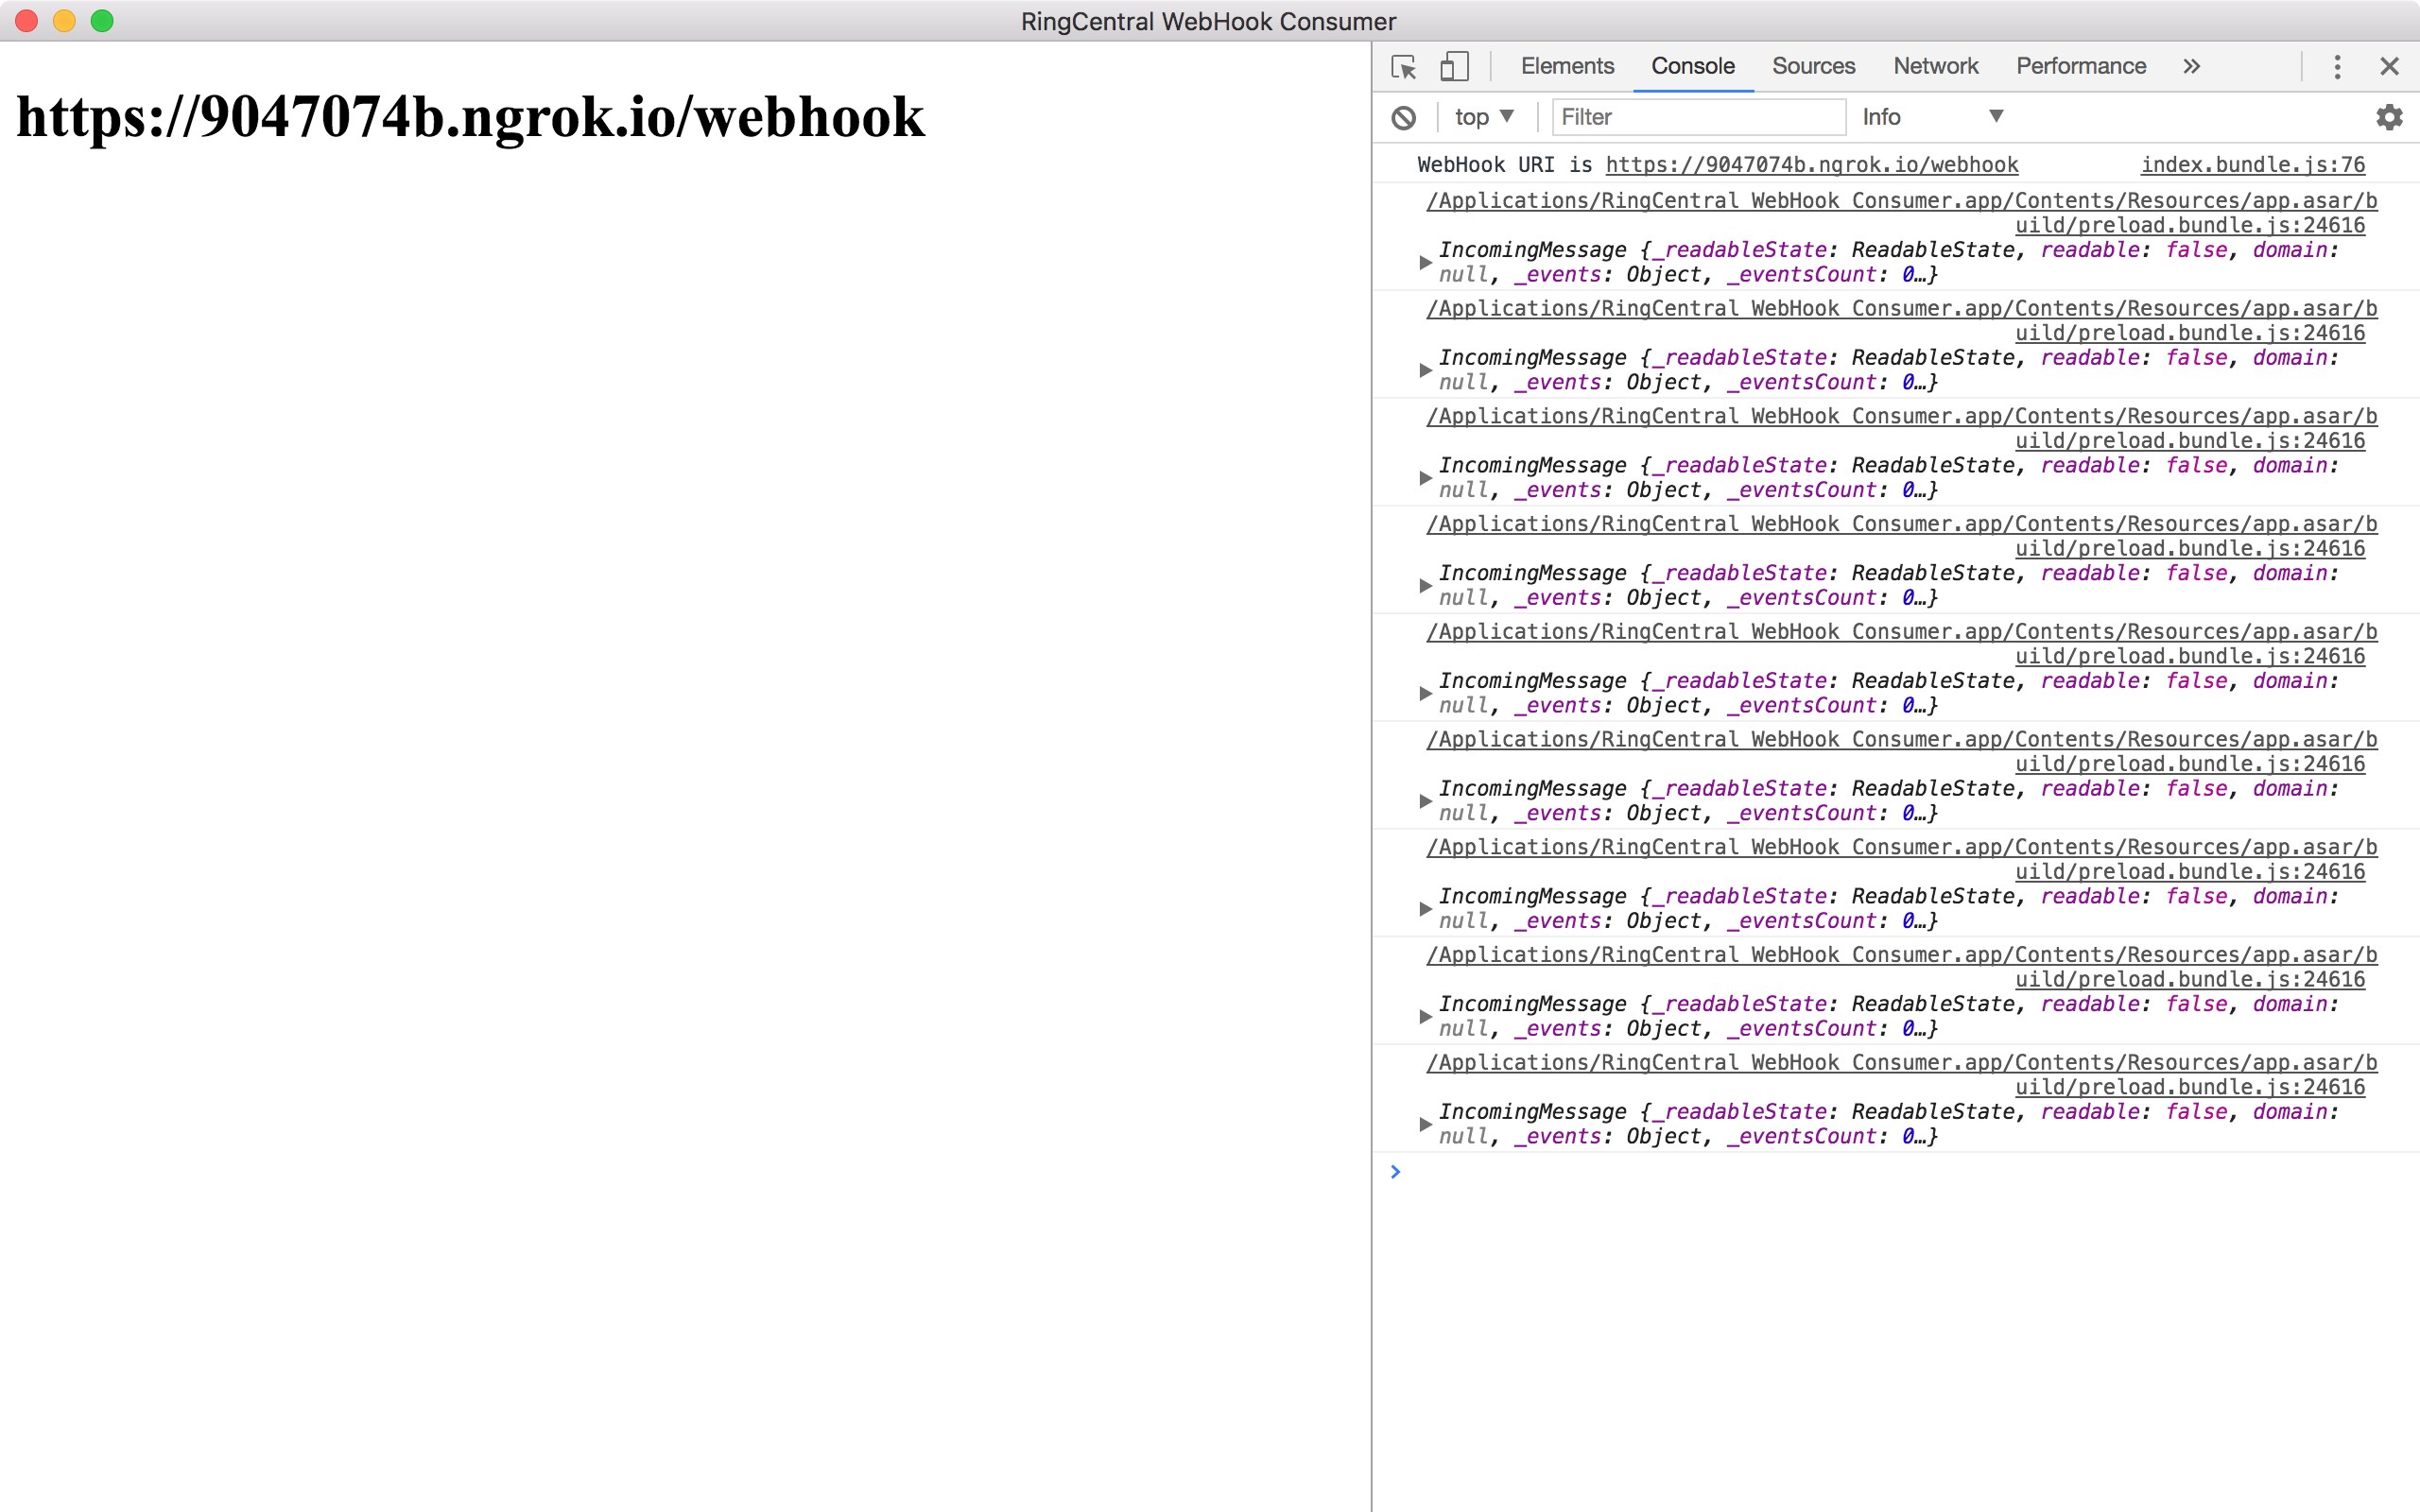 RingCentral WebHook Consumer
https://9047074b.ngrok.io/webhook
Elements Console Sources Network Performance »
top ▼ Filter Info ▼
WebHook URI is https://9047074b.ngrok.io/webhook index.bundle.js:76
/Applications/RingCentral WebHook Consumer.app/Contents/Resources/app.asar/b
uild/preload.bundle.js:24616
IncomingMessage {_readableState: ReadableState, readable: false, domain:
null, _events: Object, _eventsCount: 0…}
/Applications/RingCentral WebHook Consumer.app/Contents/Resources/app.asar/b
uild/preload.bundle.js:24616
IncomingMessage {_readableState: ReadableState, readable: false, domain:
null, _events: Object, _eventsCount: 0…}
/Applications/RingCentral WebHook Consumer.app/Contents/Resources/app.asar/b
uild/preload.bundle.js:24616
IncomingMessage {_readableState: ReadableState, readable: false, domain:
null, _events: Object, _eventsCount: 0…}
/Applications/RingCentral WebHook Consumer.app/Contents/Resources/app.asar/b
uild/preload.bundle.js:24616
IncomingMessage {_readableState: ReadableState, readable: false, domain:
null, _events: Object, _eventsCount: 0…}
/Applications/RingCentral WebHook Consumer.app/Contents/Resources/app.asar/b
uild/preload.bundle.js:24616
IncomingMessage {_readableState: ReadableState, readable: false, domain:
null, _events: Object, _eventsCount: 0…}
/Applications/RingCentral WebHook Consumer.app/Contents/Resources/app.asar/b
uild/preload.bundle.js:24616
IncomingMessage {_readableState: ReadableState, readable: false, domain:
null, _events: Object, _eventsCount: 0…}
/Applications/RingCentral WebHook Consumer.app/Contents/Resources/app.asar/b
uild/preload.bundle.js:24616
IncomingMessage {_readableState: ReadableState, readable: false, domain:
null, _events: Object, _eventsCount: 0…}
/Applications/RingCentral WebHook Consumer.app/Contents/Resources/app.asar/b
uild/preload.bundle.js:24616
IncomingMessage {_readableState: ReadableState, readable: false, domain:
null, _events: Object, _eventsCount: 0…}
/Applications/RingCentral WebHook Consumer.app/Contents/Resources/app.asar/b
uild/preload.bundle.js:24616
IncomingMessage {_readableState: ReadableState, readable: false, domain:
null, _events: Object, _eventsCount: 0…}